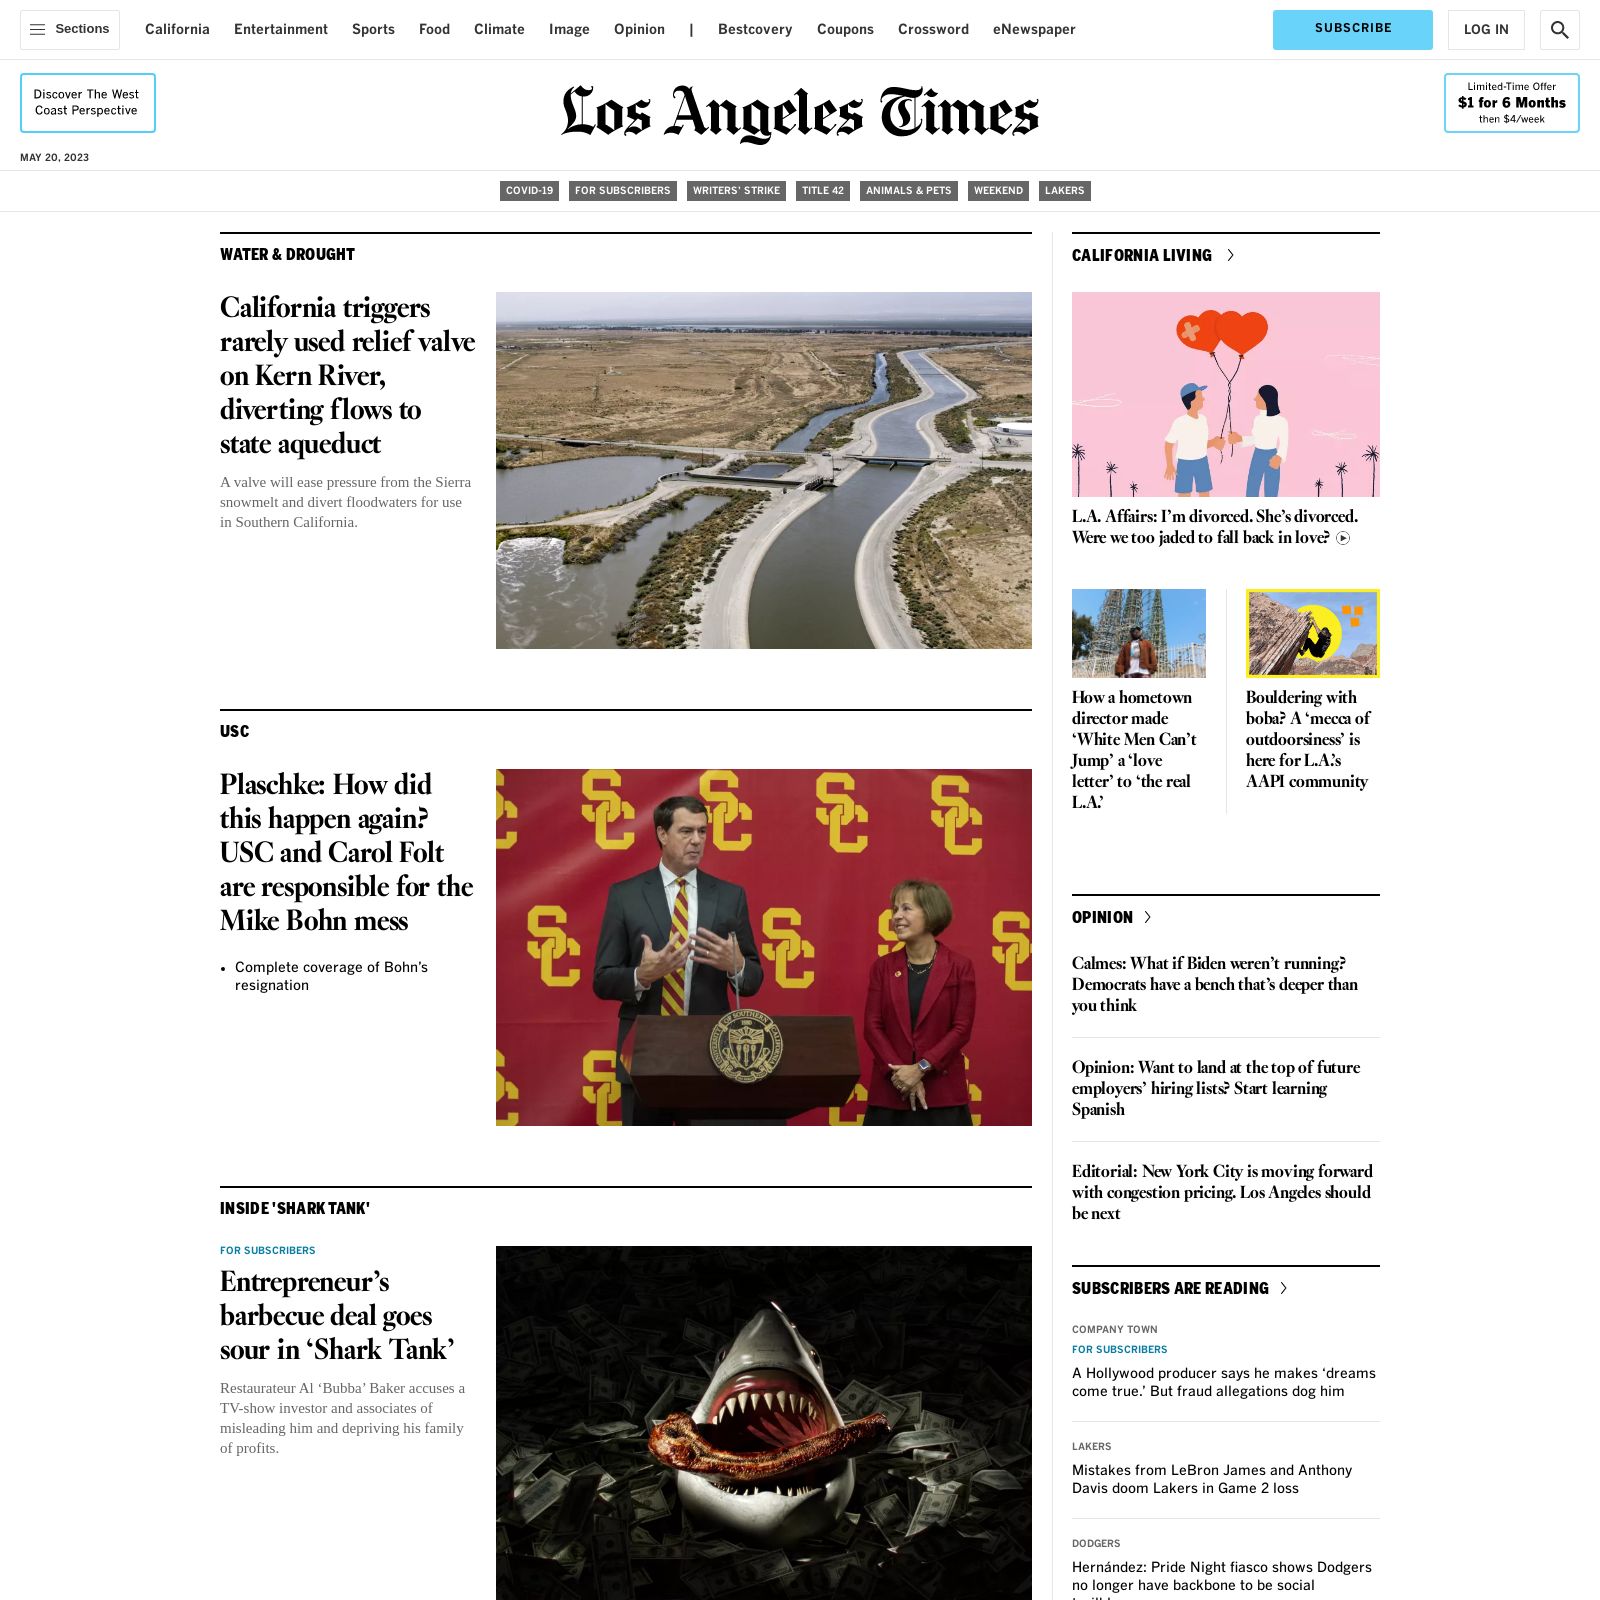 Sections
California
Entertainment
Sports
Food
Climate
Image
Opinion
|
Bestcovery
Coupons
Crossword
eNewspaper
SUBSCRIBE
LOG IN
Discover The West
Coast Perspective
Los Angeles Times
Limited-Time Offer
$1 for 6 Months
then $4/week
MAY 20, 2023
COVID-19
FOR SUBSCRIBERS
WRITERS' STRIKE
TITLE 42
ANIMALS & PETS
WEEKEND
LAKERS
WATER & DROUGHT
California triggers
rarely used relief valve
on Kern River,
diverting flows to
state aqueduct
A valve will ease pressure from the Sierra
snowmelt and divert floodwaters for use
in Southern California.
USC
Plaschke: How did
this happen again?
USC and Carol Folt
are responsible for the
Mike Bohn mess
• Complete coverage of Bohn's
resignation
INSIDE 'SHARK TANK'
FOR SUBSCRIBERS
Entrepreneur’s
barbecue deal goes
sour in ‘Shark Tank’
Restaurateur Al ‘Bubba’ Baker accuses a
TV-show investor and associates of
misleading him and depriving his family
of profits.
CALIFORNIA LIVING
L.A. Affairs: I’m divorced. She’s divorced.
Were we too jaded to fall back in love?
How a hometown
director made
‘White Men Can’t
Jump’ a ‘love
letter’ to ‘the real
L.A.’
Bouldering with
boba? A ‘mecca of
outdoorsiness’ is
here for L.A.’s
AAPI community
OPINION
Calmes: What if Biden weren’t running?
Democrats have a bench that’s deeper than
you think
Opinion: Want to land at the top of future
employers’ hiring lists? Start learning
Spanish
Editorial: New York City is moving forward
with congestion pricing. Los Angeles should
be next
SUBSCRIBERS ARE READING
COMPANY TOWN
FOR SUBSCRIBERS
A Hollywood producer says he makes ‘dreams
come true.’ But fraud allegations dog him
LAKERS
Mistakes from LeBron James and Anthony
Davis doom Lakers in Game 2 loss
DODGERS
Hernández: Pride Night fiasco shows Dodgers
no longer have backbone to be social